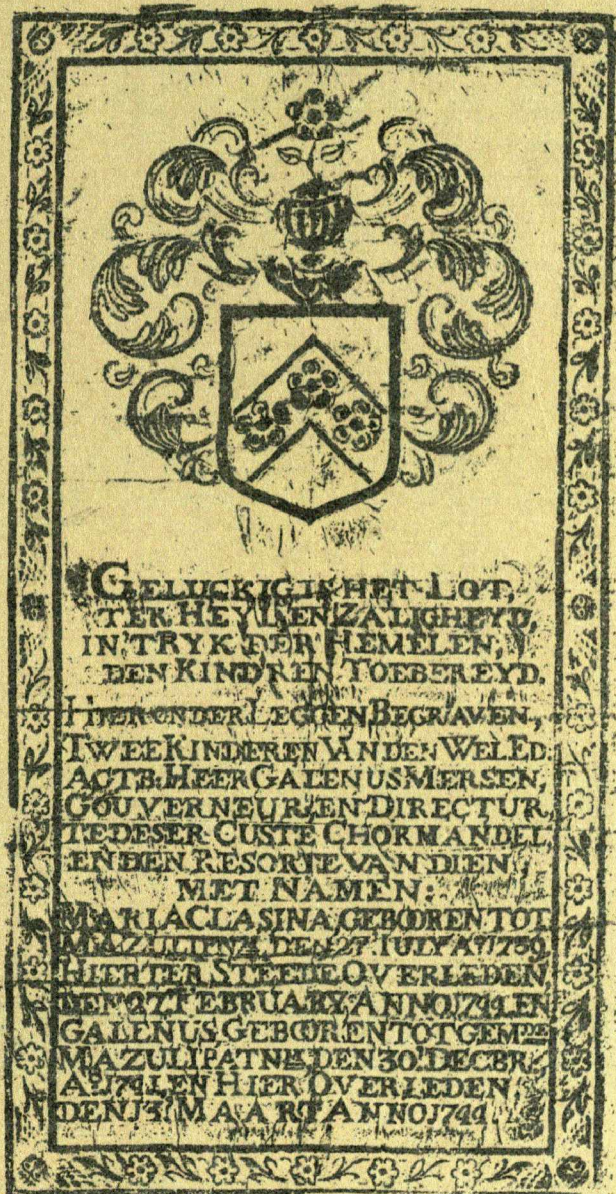 GELUCKIG IS HET LOT,
TER HEYL EN ZALIGHEYD,
IN'T RYK DER HEMELEN,
DEN KINDREN TOEBEREYD.
HIER ONDER LEGGEN BEGRAVEN,
TWEE KINDEREN VAN DEN WEL ED:
ACTB: HEER GALENUS MERSEN,
GOUVERNEUR EN DIRECTUR,
TE DESER CUSTE CHORMANDEL
EN DEN RESORTE VAN DIEN
MET NAMEN:
MARIA CLASINA, GEBOOREN TOT
DEN 27 IULY Ao 1739
HIER TER STEEDE OVERLEDEN
DEN 27 FEBRUARY ANNO 1744 EN
GALENUS GEBOOREN TOT GEMDE
MAZULIPATNM DEN 30 DECBR
Ao 1741 EN HIER OVERLEDEN
DEN 13 MAART ANNO 1744